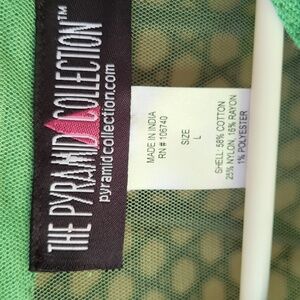 THE PYRAMID COLLECTION™
pyramidcollection.com
MADE IN INDIA
RN # 106740
SIZE
L
SHELL: 58% COTTON
25% NYLON, 16% RAYON
1% POLYESTER